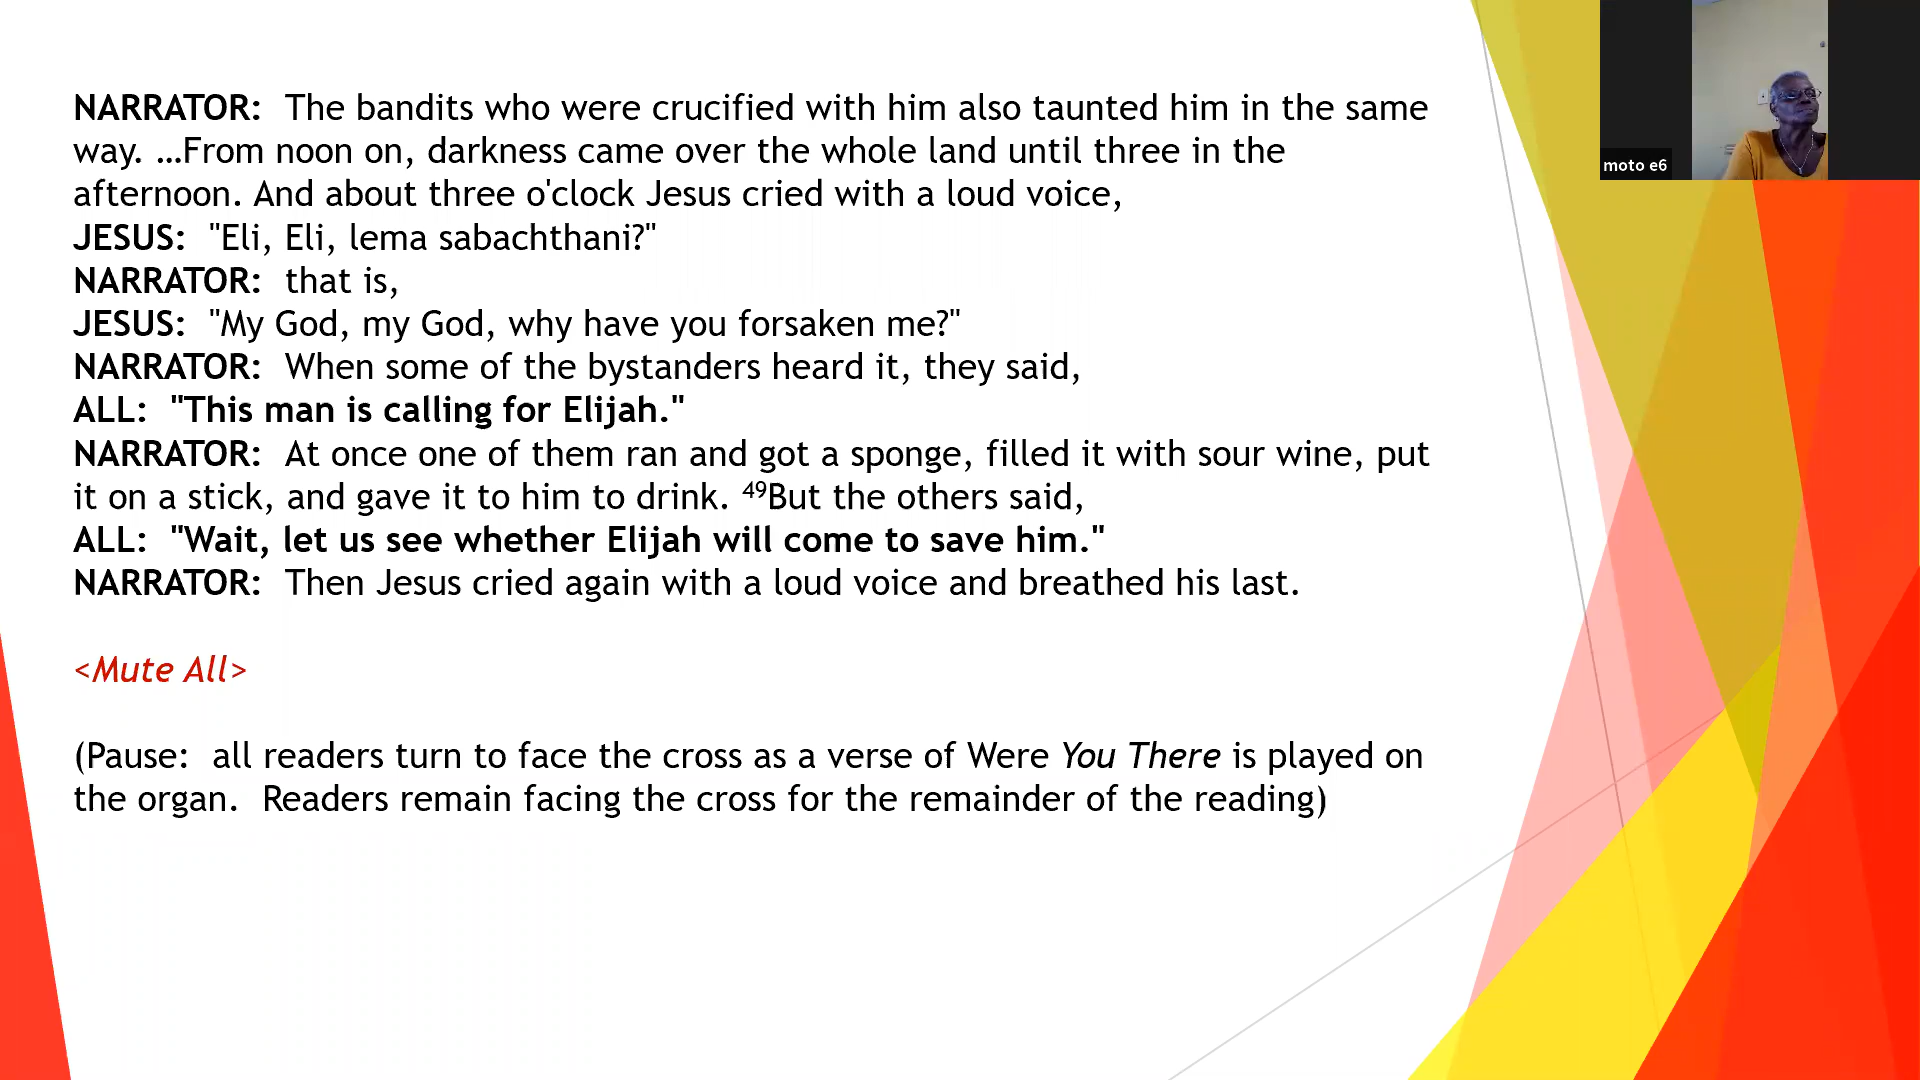 NARRATOR:  The bandits who were crucified with him also taunted him in the same
way. …From noon on, darkness came over the whole land until three in the
afternoon. And about three o'clock Jesus cried with a loud voice,
JESUS:  "Eli, Eli, lema sabachthani?"
NARRATOR:  that is,
JESUS:  "My God, my God, why have you forsaken me?"
NARRATOR:  When some of the bystanders heard it, they said,
ALL:  "This man is calling for Elijah."
NARRATOR:  At once one of them ran and got a sponge, filled it with sour wine, put
it on a stick, and gave it to him to drink. ⁴⁹But the others said,
ALL:  "Wait, let us see whether Elijah will come to save him."
NARRATOR:  Then Jesus cried again with a loud voice and breathed his last.
<Mute All>
(Pause:  all readers turn to face the cross as a verse of Were You There is played on
the organ.  Readers remain facing the cross for the remainder of the reading)
moto e6